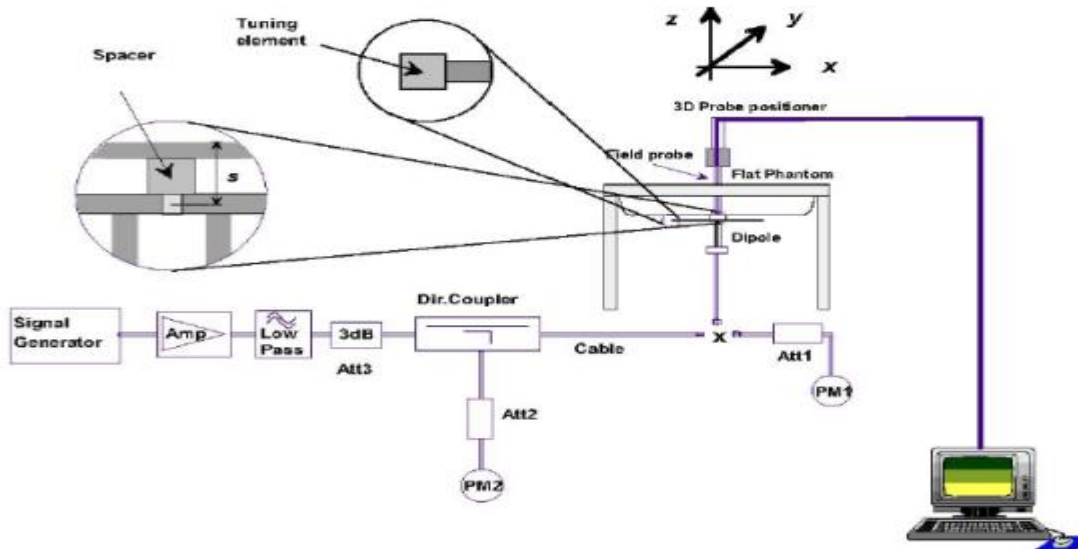 Tuning
element
Spacer
s
z
y
x
3D Probe positioner
Field probe
Flat Phantom
Dipole
Signal
Generator
Amp
Low
Pass
3dB
Att3
Dir.Coupler
Cable
x
Att1
PM1
Att2
PM2